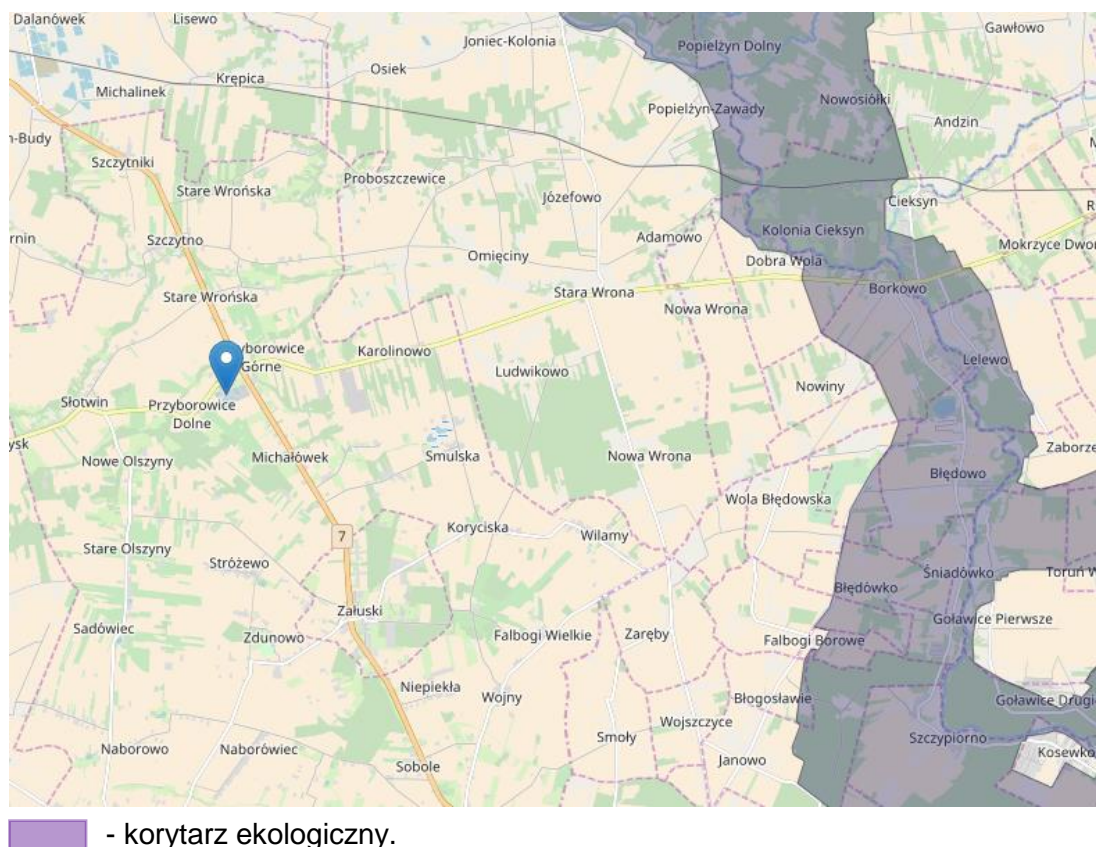 Dalanówek
Lisewo
Joniec-Kolonia
Popielżyn Dolny
Gawłowo
Krępica
Osiek
Michalinek
Nowosiółki
Popielżyn-Zawady
Andzin
n-Budy
Szczytniki
Stare Wrońska
Proboszczewice
Józefowo
Cieksyn
R
ernin
Szczytno
Adamowo
Kolonia Cieksyn
Mokrzyce Dwor
Omięciny
Dobra Wola
Stare Wrońska
Stara Wrona
Borkowo
Nowa Wrona
Karolinowo
Górne
Lelewo
Ludwikowo
Nowiny
Słotwin
Przyborowice
Dolne
ysk
Nowe Olszyny
Michałówek
Smulska
Nowa Wrona
Zaborze
Błędowo
Wola Błędowska
Koryciska
Wilamy
7
Stare Olszyny
Stróżewo
Śniadówko
Toruń W
Błędówko
Załuski
Sadówiec
Zdunowo
Falbogi Wielkie
Zaręby
Falbogi Borowe
Goławice Pierwsze
Niepiekła
Wojny
Błogosławie
Goławice Drugie
Naborowo
Naborówiec
Smoły
Wojszczyce
Szczypiorno
Sobole
Janowo
Kosewko
- korytarz ekologiczny.